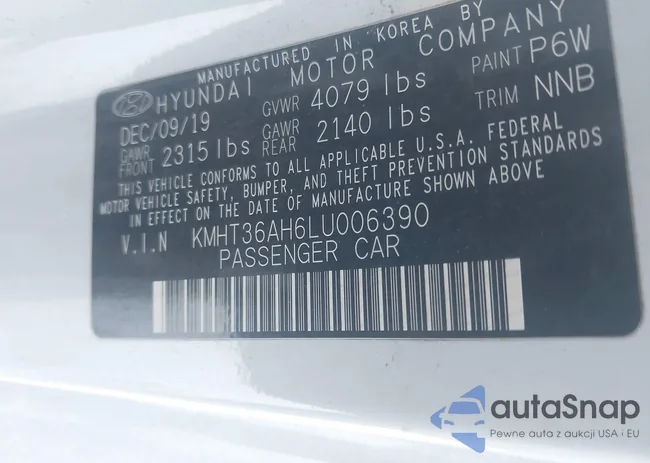 MANUFACTURED IN KOREA BY
HYUNDAI MOTOR COMPANY
DEC/09/19 GVWR 4079 lbs PAINT P6W
GAWR FRONT 2315 lbs GAWR REAR 2140 lbs TRIM NNB
THIS VEHICLE CONFORMS TO ALL APPLICABLE U.S.A. FEDERAL
MOTOR VEHICLE SAFETY, BUMPER, AND THEFT PREVENTION STANDARDS
IN EFFECT ON THE DATE OF MANUFACTURE SHOWN ABOVE
V.I.N KMHT36AH6LU006390
PASSENGER CAR
autaSnap
Pewne auta z aukcji USA i EU